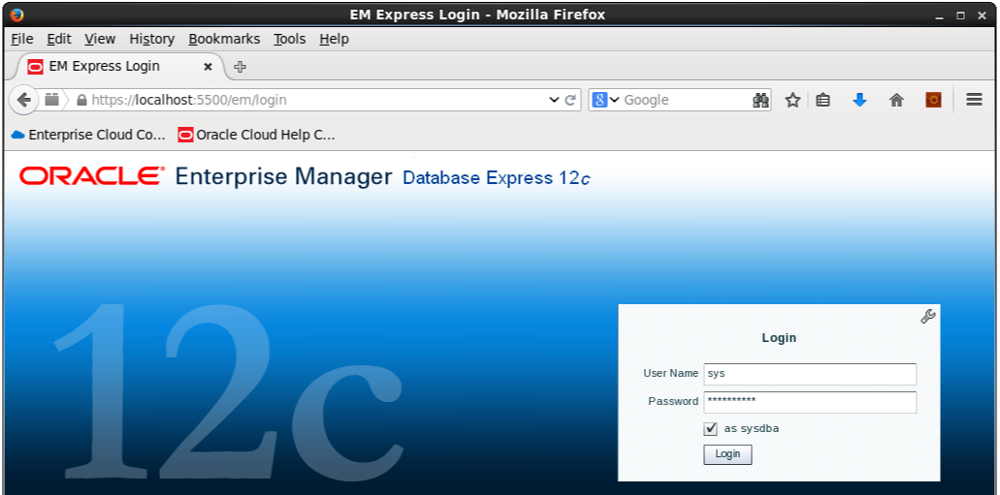 EM Express Login - Mozilla Firefox
File Edit View History Bookmarks Tools Help
EM Express Login
https://localhost:5500/em/login
8 Google
Enterprise Cloud Co... Oracle Cloud Help C...
ORACLE® Enterprise Manager Database Express 12c
12c
Login
User Name sys
Password **********
as sysdba
Login